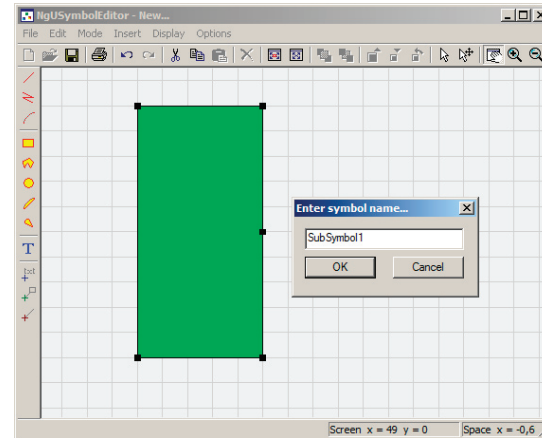 NgUSymbolEditor - New...
File Edit Mode Insert Display Options
Enter symbol name...
SubSymbol1
OK Cancel
T
txt
Screen x = 49 y = 0 Space x = -0,6